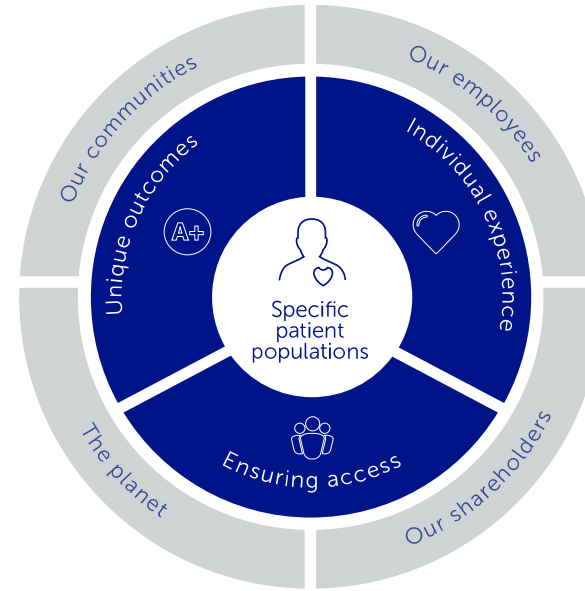 Our communities
Our employees
Unique outcomes
Individual experience
A+
Specific
patient
populations
Ensuring access
The planet
Our shareholders